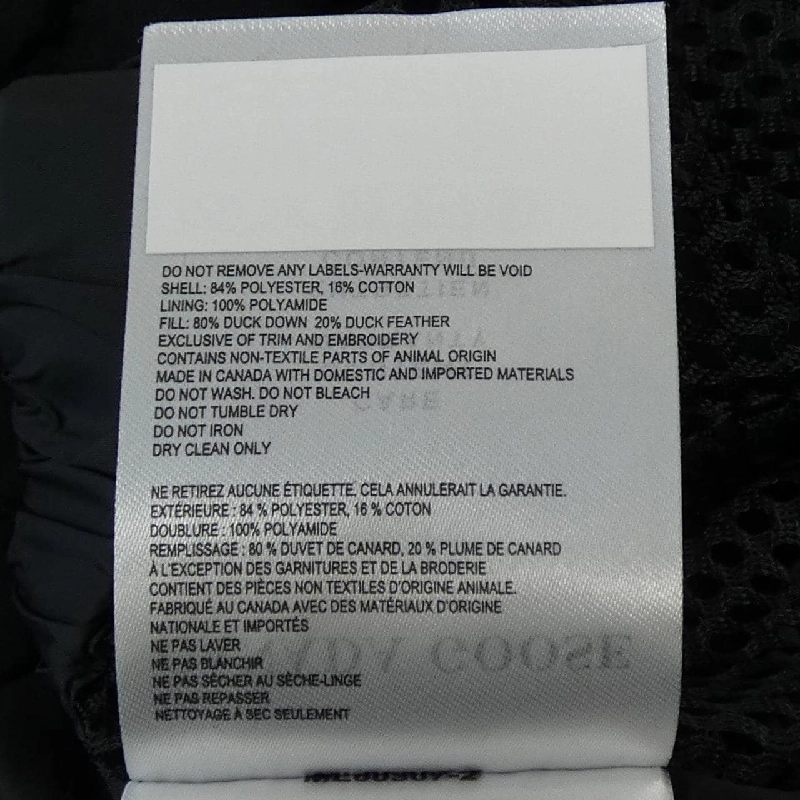 DO NOT REMOVE ANY LABELS-WARRANTY WILL BE VOID
SHELL: 84% POLYESTER, 16% COTTON
LINING: 100% POLYAMIDE
FILL: 80% DUCK DOWN 20% DUCK FEATHER
EXCLUSIVE OF TRIM AND EMBROIDERY
CONTAINS NON-TEXTILE PARTS OF ANIMAL ORIGIN
MADE IN CANADA WITH DOMESTIC AND IMPORTED MATERIALS
DO NOT WASH. DO NOT BLEACH
DO NOT TUMBLE DRY
DO NOT IRON
DRY CLEAN ONLY
NE RETIREZ AUCUNE ÉTIQUETTE. CELA ANNULERAIT LA GARANTIE.
EXTÉRIEURE : 84 % POLYESTER, 16 % COTON
DOUBLURE : 100% POLYAMIDE
REMPLISSAGE : 80 % DUVET DE CANARD, 20 % PLUME DE CANARD
À L'EXCEPTION DES GARNITURES ET DE LA BRODERIE
CONTIENT DES PIÈCES NON TEXTILES D'ORIGINE ANIMALE.
FABRIQUÉ AU CANADA AVEC DES MATÉRIAUX D'ORIGINE
NATIONALE ET IMPORTÉS
NE PAS LAVER
NE PAS BLANCHIR
NE PAS SÉCHER AU SÈCHE-LINGE
NE PAS REPASSER
NETTOYAGE À SEC SEULEMENT